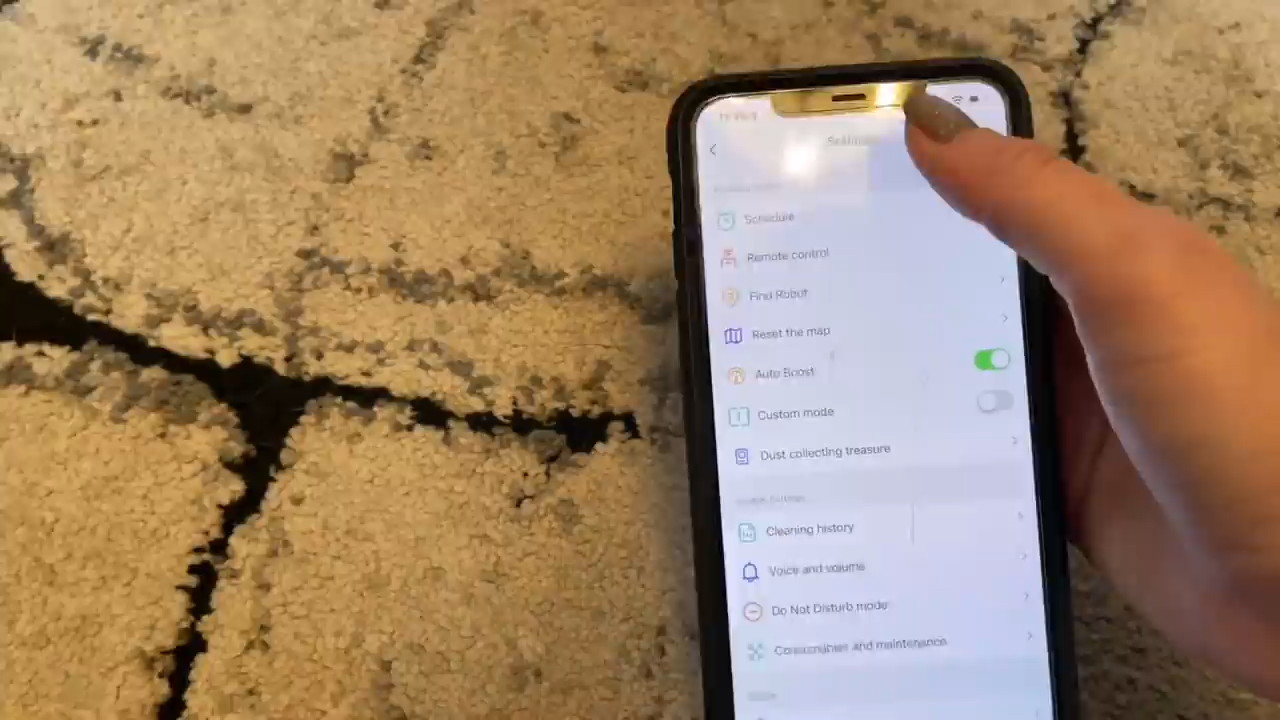 Settings
Schedule
Remote control
Find Robot
Reset the map
Auto Boost
Custom mode
Dust collecting treasure
Cleaning history
Voice and volume
Do Not Disturb mode
Consumables and maintenance